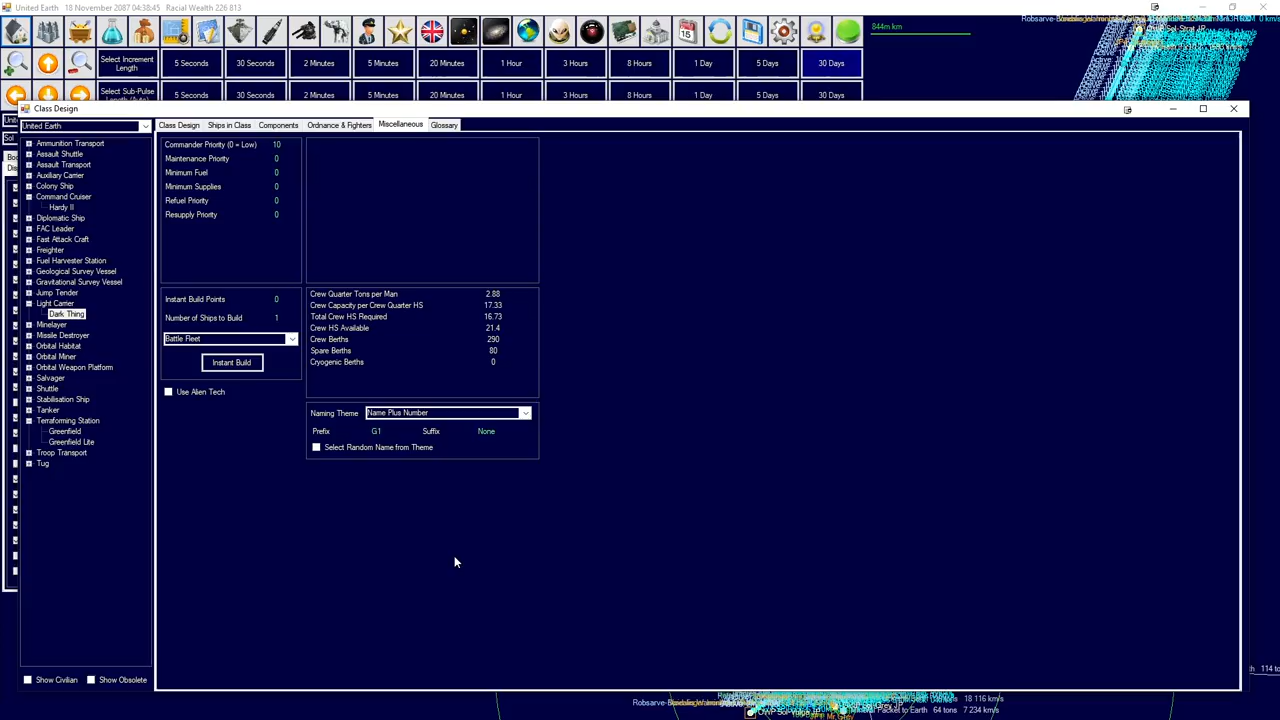 United Earth   18 November 2087 04:38:45   Racial Wealth 226 813
844m km
Select Increment Length
5 Seconds
30 Seconds
2 Minutes
5 Minutes
20 Minutes
1 Hour
3 Hours
8 Hours
1 Day
5 Days
30 Days
Select Sub-Pulse
5 Seconds
30 Seconds
2 Minutes
5 Minutes
20 Minutes
1 Hour
3 Hours
8 Hours
1 Day
5 Days
30 Days
Class Design
United Earth
Class Design
Ships in Class
Components
Ordnance & Fighters
Miscellaneous
Glossary
Ammunition Transport
Assault Shuttle
Assault Transport
Auxiliary Carrier
Colony Ship
Command Cruiser
Hardy II
Diplomatic Ship
FAC Leader
Fast Attack Craft
Freighter
Fuel Harvester Station
Geological Survey Vessel
Gravitational Survey Vessel
Jump Tender
Light Carrier
Dark Thing
Minelayer
Missile Destroyer
Orbital Habitat
Orbital Miner
Orbital Weapon Platform
Salvager
Shuttle
Stabilisation Ship
Tanker
Terraforming Station
Greenfield
Greenfield Lite
Troop Transport
Tug
Show Civilian
Show Obsolete
Commander Priority (0 = Low)   10
Maintenance Priority   0
Minimum Fuel   0
Minimum Supplies   0
Refuel Priority   0
Resupply Priority   0
Instant Build Points   0
Number of Ships to Build   1
Battle Fleet
Instant Build
Use Alien Tech
Crew Quarter Tons per Man   2.88
Crew Capacity per Crew Quarter HS   17.33
Total Crew HS Required   16.73
Crew HS Available   21.4
Crew Berths   290
Spare Berths   80
Cryogenic Berths   0
Naming Theme   Name Plus Number
Prefix   G1   Suffix   None
Select Random Name from Theme
18 116 km/s
Packet to Earth   64 tons   7 234 km/s